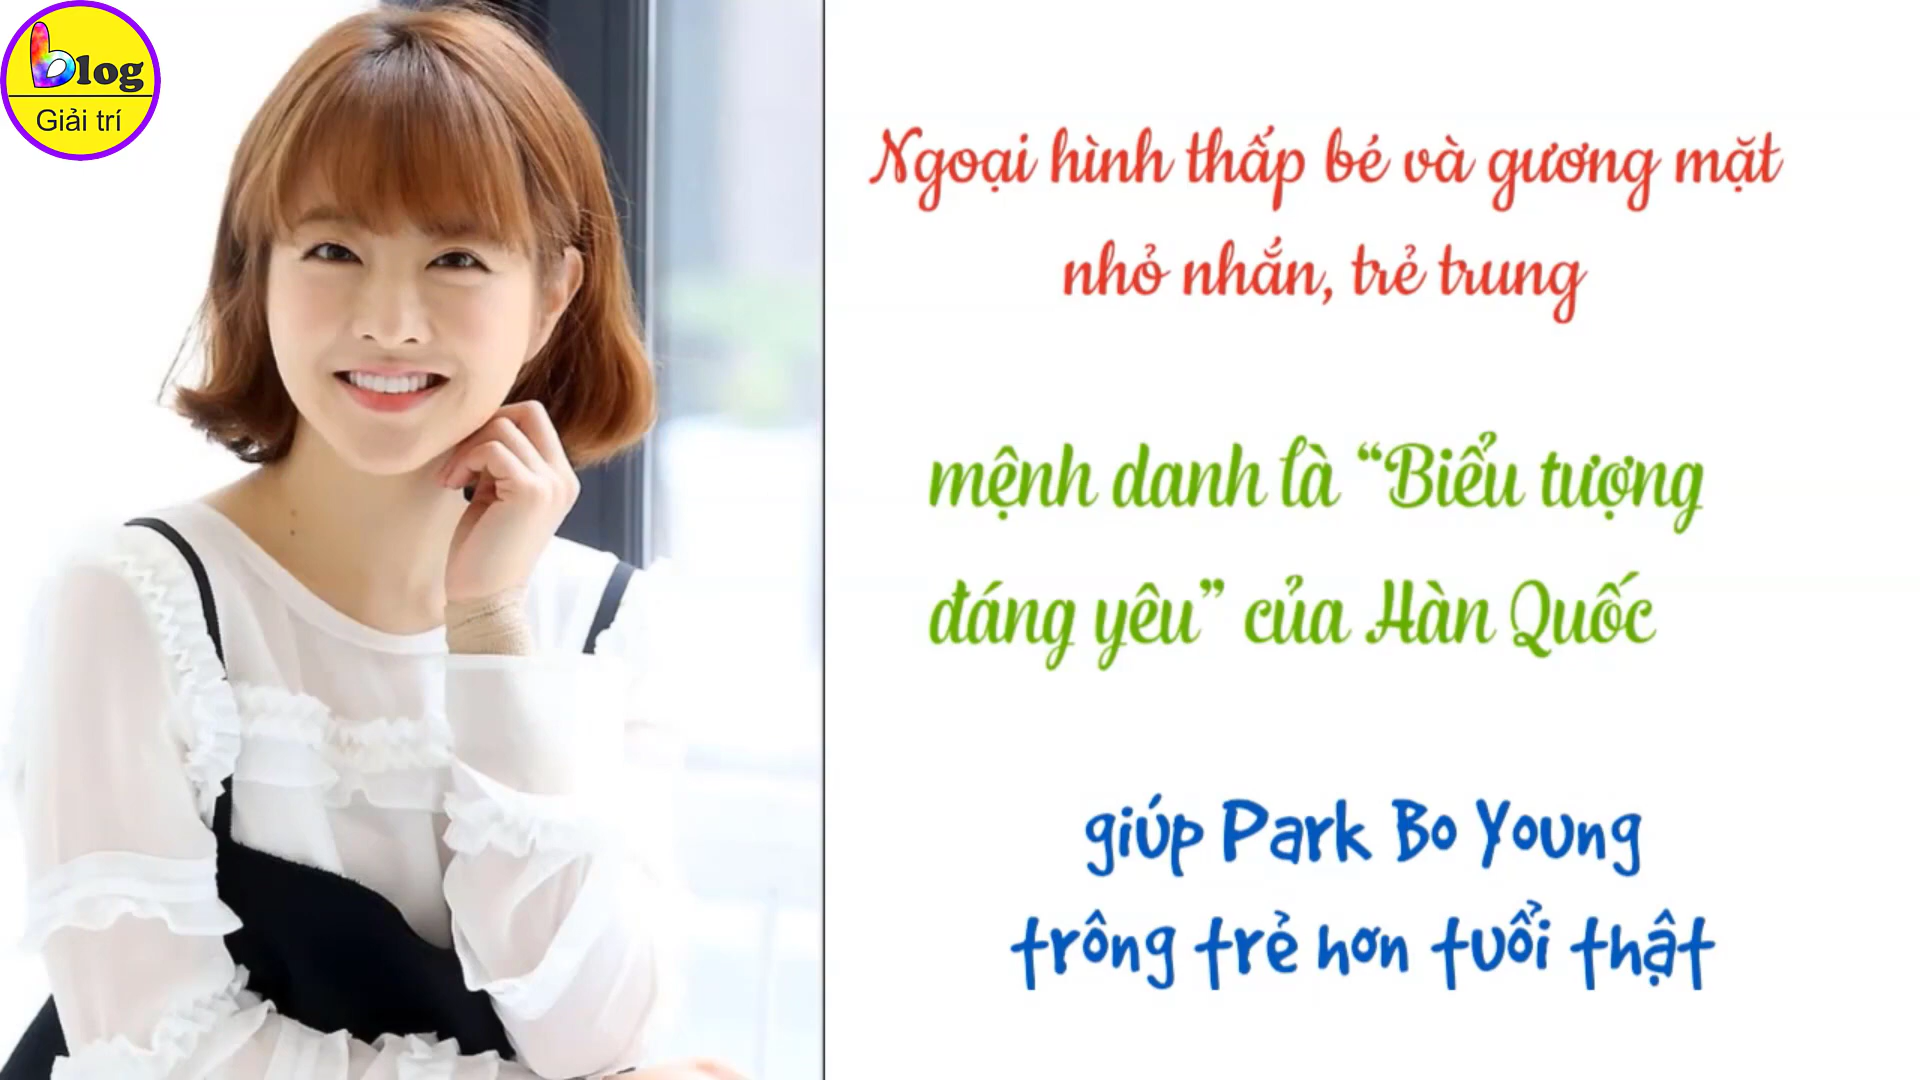 blog
Giải trí
Ngoại hình thấp bé và gương mặt
nhỏ nhắn, trẻ trung
mệnh danh là “Biểu tượng
đáng yêu” của Hàn Quốc
giúp Park Bo Young
trông trẻ hơn tuổi thật